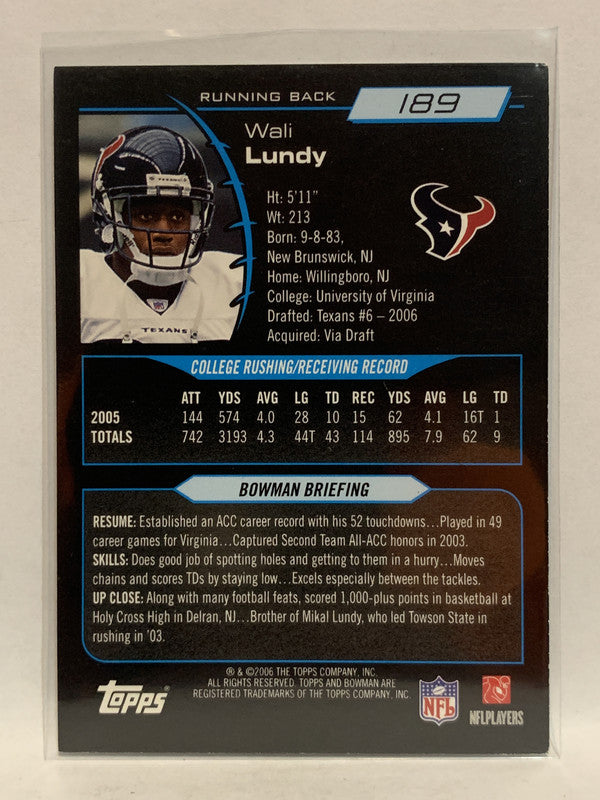 RUNNING BACK 189
Wali
Lundy
Ht: 5'11"
Wt: 213
Born: 9-8-83,
New Brunswick, NJ
Home: Willingboro, NJ
College: University of Virginia
Drafted: Texans #6 – 2006
Acquired: Via Draft
TEXANS
COLLEGE RUSHING/RECEIVING RECORD
ATT YDS AVG LG TD REC YDS AVG LG TD
2005 144 574 4.0 28 10 15 62 4.1 16T 1
TOTALS 742 3193 4.3 44T 43 114 895 7.9 62 9
BOWMAN BRIEFING
RESUME: Established an ACC career record with his 52 touchdowns...Played in 49
career games for Virginia...Captured Second Team All-ACC honors in 2003.
SKILLS: Does good job of spotting holes and getting to them in a hurry...Moves
chains and scores TDs by staying low...Excels especially between the tackles.
UP CLOSE: Along with many football feats, scored 1,000-plus points in basketball at
Holy Cross High in Delran, NJ...Brother of Mikal Lundy, who led Towson State in
rushing in '03.
® & ©2006 THE TOPPS COMPANY, INC.
ALL RIGHTS RESERVED. TOPPS AND BOWMAN ARE
REGISTERED TRADEMARKS OF THE TOPPS COMPANY, INC.
topps
NFL
NFLPLAYERS